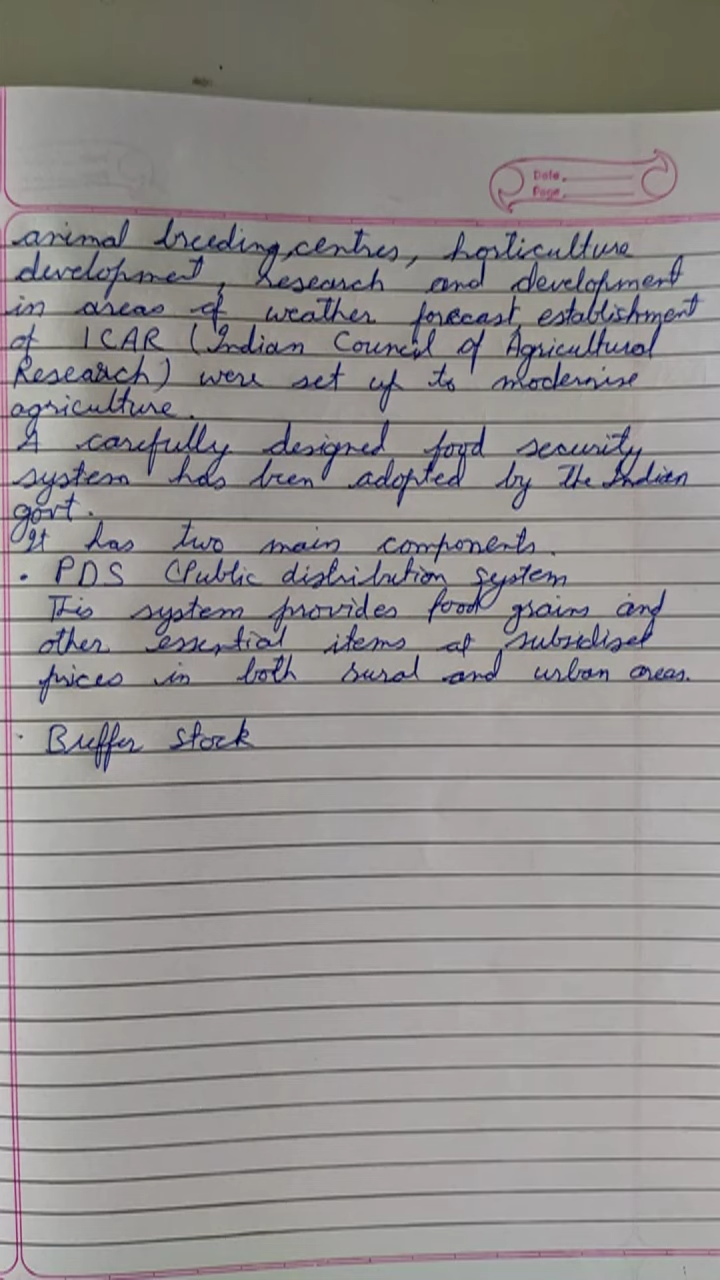 Date.
Page.
animal breeding centres, horticulture
development, research and development
in areas of weather forecast, establishment
of ICAR (Indian Council of Agricultural
Research) were set up to modernise
agriculture.
A carefully designed food security
system has been adopted by the Indian
govt.
It has two main components.
• PDS (Public distribution system
This system provides food grains and
other essential items at subsidised
prices in both rural and urban areas.
• Buffer stock